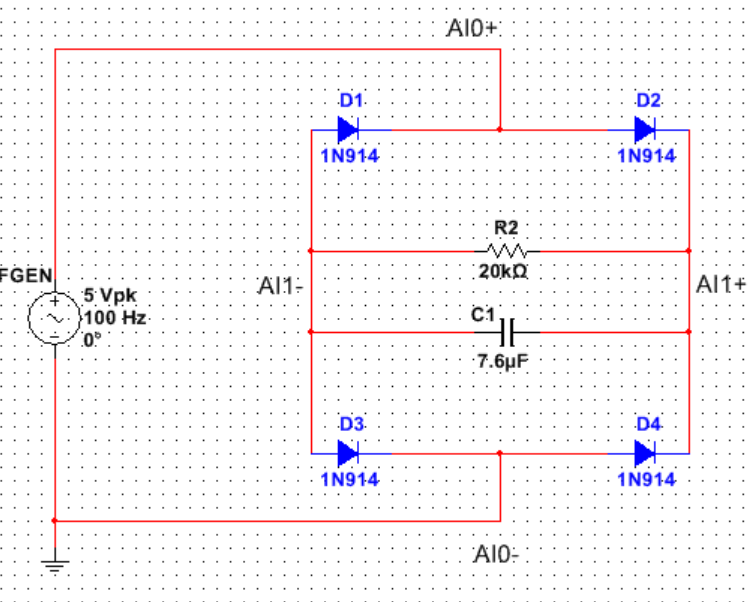 AI0+
D1
D2
1N914
1N914
R2
20kΩ
FGEN
AI1-
AI1+
5 Vpk
100 Hz
0°
C1
7.6µF
D3
D4
1N914
1N914
AI0-